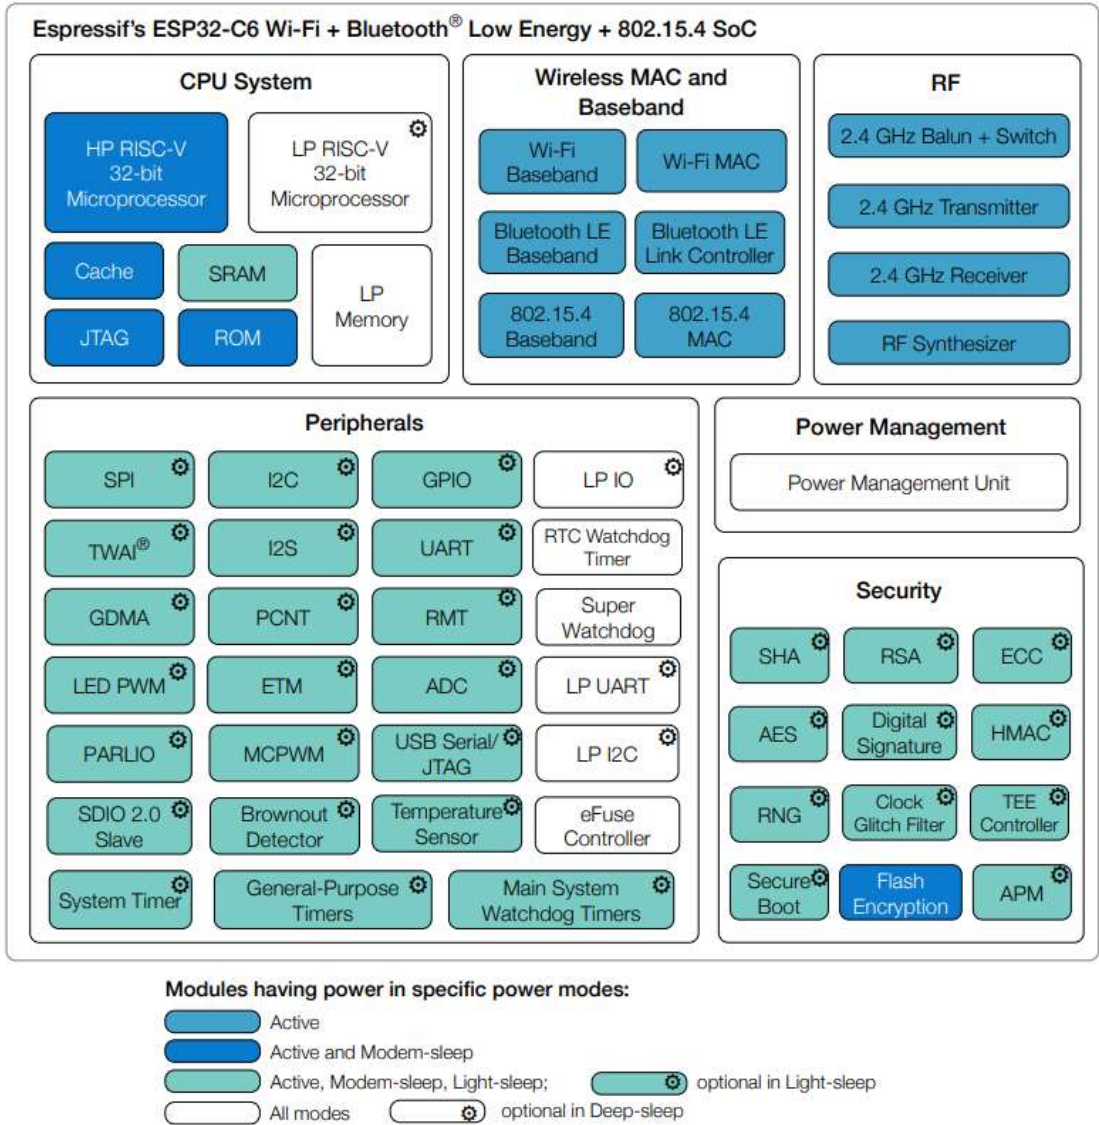 Espressif's ESP32-C6 Wi-Fi + Bluetooth® Low Energy + 802.15.4 SoC
CPU System
HP RISC-V
32-bit
Microprocessor
LP RISC-V
32-bit
Microprocessor
Cache
SRAM
LP
Memory
JTAG
ROM
Wireless MAC and
Baseband
Wi-Fi
Baseband
Wi-Fi MAC
Bluetooth LE
Baseband
Bluetooth LE
Link Controller
802.15.4
Baseband
802.15.4
MAC
RF
2.4 GHz Balun + Switch
2.4 GHz Transmitter
2.4 GHz Receiver
RF Synthesizer
Peripherals
SPI
I2C
GPIO
LP IO
TWAI®
I2S
UART
RTC Watchdog
Timer
GDMA
PCNT
RMT
Super
Watchdog
LED PWM
ETM
ADC
LP UART
PARLIO
MCPWM
USB Serial/
JTAG
LP I2C
SDIO 2.0
Slave
Brownout
Detector
Temperature
Sensor
eFuse
Controller
System Timer
General-Purpose
Timers
Main System
Watchdog Timers
Power Management
Power Management Unit
Security
SHA
RSA
ECC
AES
Digital
Signature
HMAC
RNG
Clock
Glitch Filter
TEE
Controller
Secure
Boot
Flash
Encryption
APM
Modules having power in specific power modes:
Active
Active and Modem-sleep
Active, Modem-sleep, Light-sleep;
optional in Light-sleep
All modes
optional in Deep-sleep